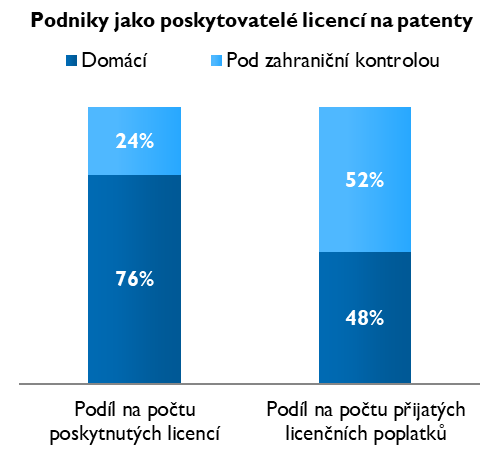 Podniky jako poskytovatelé licencí na patenty
Domácí
Pod zahraniční kontrolou
24%
76%
52%
48%
Podíl na počtu
poskytnutých licencí
Podíl na počtu přijatých
licenčních poplatků